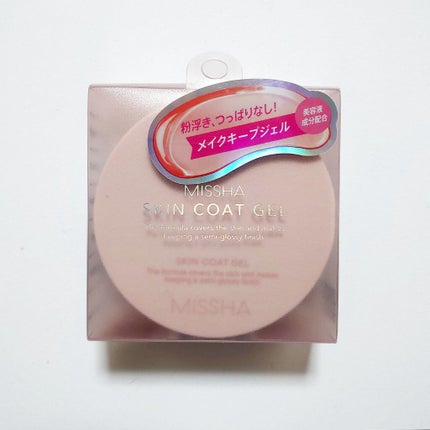 粉浮き、つっぱりなし!
メイクキープジェル
美容液
成分配合
MISSHA
SKIN COAT GEL
keeping a semi-glossy finish
SKIN COAT GEL
The formula covers the skin and makes
keeping a semi-glossy finish
MISSHA